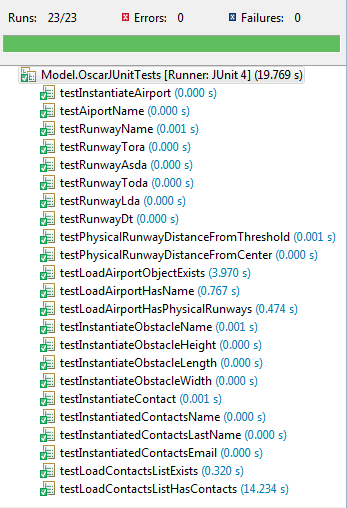 Runs: 23/23 Errors: 0 Failures: 0
Model.OscarJUnitTests [Runner: JUnit 4] (19.769 s)
testInstantiateAirport (0.000 s)
testAiportName (0.000 s)
testRunwayName (0.001 s)
testRunwayTora (0.000 s)
testRunwayAsda (0.000 s)
testRunwayToda (0.000 s)
testRunwayLda (0.000 s)
testRunwayDt (0.000 s)
testPhysicalRunwayDistanceFromThreshold (0.001 s)
testPhysicalRunwayDistanceFromCenter (0.000 s)
testLoadAirportObjectExists (3.970 s)
testLoadAirportHasName (0.767 s)
testLoadAirportHasPhysicalRunways (0.474 s)
testInstantiateObstacleName (0.001 s)
testInstantiateObstacleHeight (0.000 s)
testInstantiateObstacleLength (0.000 s)
testInstantiateObstacleWidth (0.000 s)
testInstantiateContact (0.001 s)
testInstantiatedContactsName (0.000 s)
testInstantiatedContactsLastName (0.000 s)
testInstantiatedContactsEmail (0.000 s)
testLoadContactsListExists (0.320 s)
testLoadContactsListHasContacts (14.234 s)